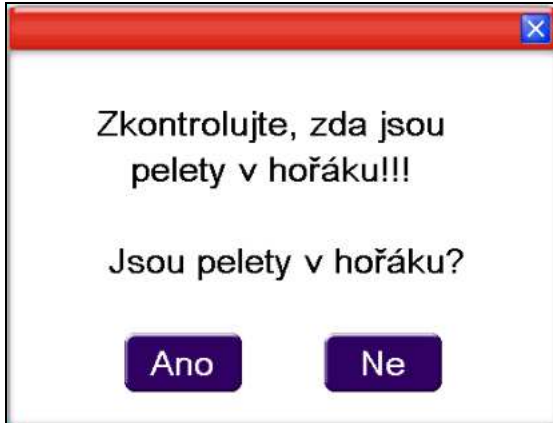 Zkontrolujte, zda jsou
pelety v hořáku!!!
Jsou pelety v hořáku?
Ano
Ne